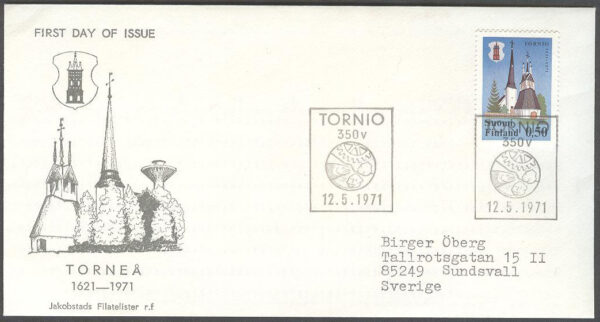 FIRST DAY OF ISSUE
TORNEÅ
1621—1971
Jakobstads Filatelister r.f
TORNIO
350v
12.5.1971
TORNIO
Suomi
Finland 0,50
TORNIO
350v
12.5.1971
Birger Öberg
Tallrotsgatan 15 II
85249 Sundsvall
Sverige